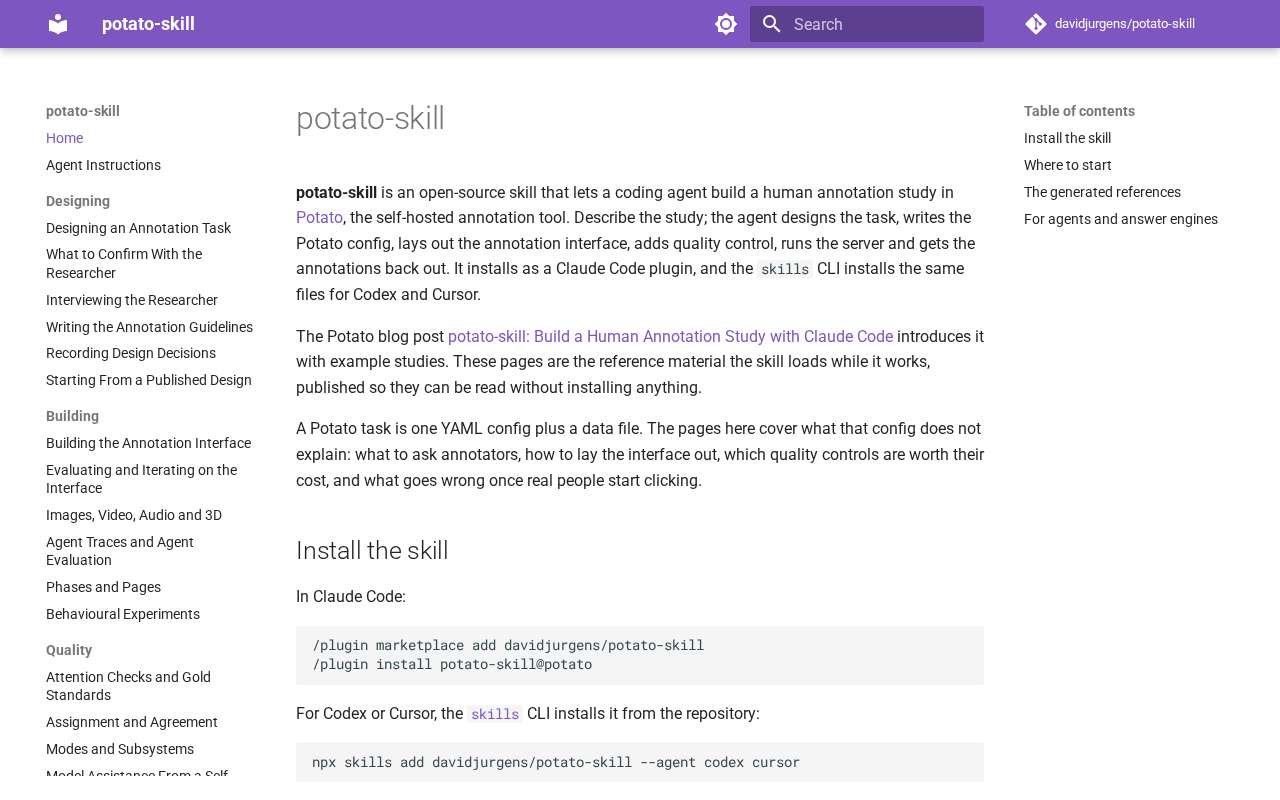 potato-skill
Search
davidjurgens/potato-skill
potato-skill
Home
Agent Instructions
Designing
Designing an Annotation Task
What to Confirm With the
Researcher
Interviewing the Researcher
Writing the Annotation Guidelines
Recording Design Decisions
Starting From a Published Design
Building
Building the Annotation Interface
Evaluating and Iterating on the
Interface
Images, Video, Audio and 3D
Agent Traces and Agent
Evaluation
Phases and Pages
Behavioural Experiments
Quality
Attention Checks and Gold
Standards
Assignment and Agreement
Modes and Subsystems
Model Assistance From a Self
potato-skill
potato-skill is an open-source skill that lets a coding agent build a human annotation study in
Potato, the self-hosted annotation tool. Describe the study; the agent designs the task, writes the
Potato config, lays out the annotation interface, adds quality control, runs the server and gets the
annotations back out. It installs as a Claude Code plugin, and the skills CLI installs the same
files for Codex and Cursor.
The Potato blog post potato-skill: Build a Human Annotation Study with Claude Code introduces it
with example studies. These pages are the reference material the skill loads while it works,
published so they can be read without installing anything.
A Potato task is one YAML config plus a data file. The pages here cover what that config does not
explain: what to ask annotators, how to lay the interface out, which quality controls are worth their
cost, and what goes wrong once real people start clicking.
Install the skill
In Claude Code:
/plugin marketplace add davidjurgens/potato-skill
/plugin install potato-skill@potato
For Codex or Cursor, the skills CLI installs it from the repository:
npx skills add davidjurgens/potato-skill --agent codex cursor
Table of contents
Install the skill
Where to start
The generated references
For agents and answer engines